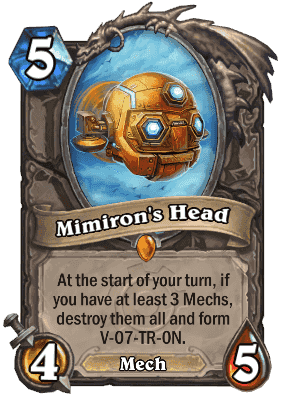 5
Mimiron's Head
At the start of your turn, if
you have at least 3 Mechs,
destroy them all and form
V-07-TR-0N.
4
Mech
5